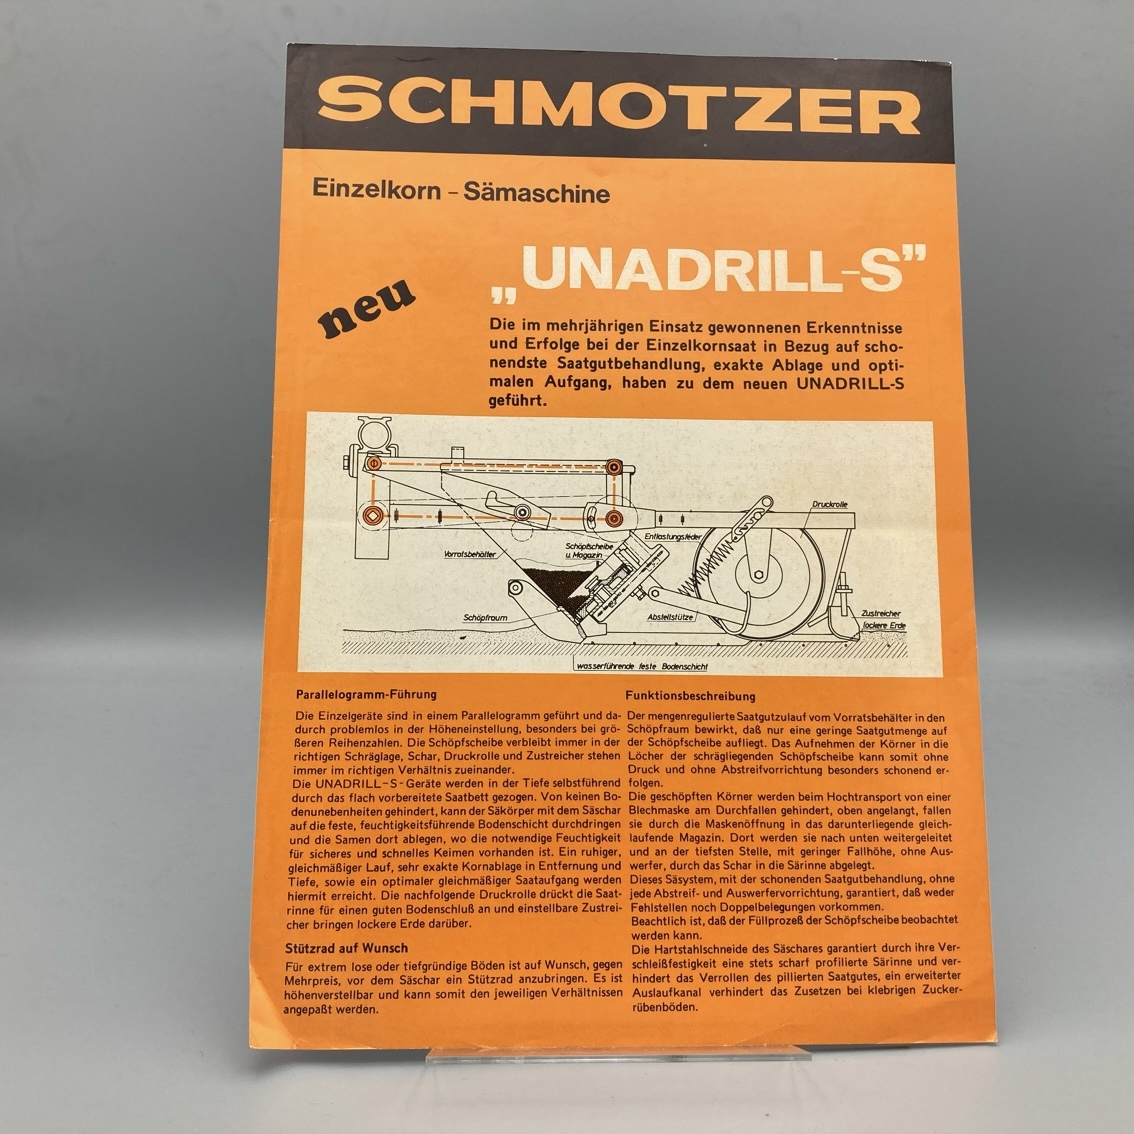 SCHMOTZER
Einzelkorn - Sämaschine
neu
„UNADRILL-S”
Die im mehrjährigen Einsatz gewonnenen Erkenntnisse
und Erfolge bei der Einzelkornsaat in Bezug auf scho-
nendste Saatgutbehandlung, exakte Ablage und opti-
malen Aufgang, haben zu dem neuen UNADRILL-S
geführt.
Druckrolle
Entlastungsfeder
Schöpfscheibe
u. Magazin
Vorratsbehälter
Schöpfraum
Abstellstütze
Zustreicher
lockere Erde
wasserführende feste Bodenschicht
Parallelogramm-Führung
Die Einzelgeräte sind in einem Parallelogramm geführt und da-
durch problemlos in der Höheneinstellung, besonders bei grö-
ßeren Reihenzahlen. Die Schöpfscheibe verbleibt immer in der
richtigen Schräglage, Schar, Druckrolle und Zustreicher stehen
immer im richtigen Verhältnis zueinander.
Die UNADRILL-S-Geräte werden in der Tiefe selbstführend
durch das flach vorbereitete Saatbett gezogen. Von keinen Bo-
denunebenheiten gehindert, kann der Säkörper mit dem Säschar
auf die feste, feuchtigkeitsführende Bodenschicht durchdringen
und die Samen dort ablegen, wo die notwendige Feuchtigkeit
für sicheres und schnelles Keimen vorhanden ist. Ein ruhiger,
gleichmäßiger Lauf, sehr exakte Kornablage in Entfernung und
Tiefe, sowie ein optimaler gleichmäßiger Saataufgang werden
hiermit erreicht. Die nachfolgende Druckrolle drückt die Saat-
rinne für einen guten Bodenschluß an und einstellbare Zustrei-
cher bringen lockere Erde darüber.
Stützrad auf Wunsch
Für extrem lose oder tiefgründige Böden ist auf Wunsch, gegen
Mehrpreis, vor dem Säschar ein Stützrad anzubringen. Es ist
höhenverstellbar und kann somit den jeweiligen Verhältnissen
angepaßt werden.
Funktionsbeschreibung
Der mengenregulierte Saatgutzulauf vom Vorratsbehälter in den
Schöpfraum bewirkt, daß nur eine geringe Saatgutmenge auf
der Schöpfscheibe aufliegt. Das Aufnehmen der Körner in die
Löcher der schrägliegenden Schöpfscheibe kann somit ohne
Druck und ohne Abstreifvorrichtung besonders schonend er-
folgen.
Die geschöpften Körner werden beim Hochtransport von einer
Blechmaske am Durchfallen gehindert, oben angelangt, fallen
sie durch die Maskenöffnung in das darunterliegende gleich-
laufende Magazin. Dort werden sie nach unten weitergeleitet
und an der tiefsten Stelle, mit geringer Fallhöhe, ohne Aus-
werfer, durch das Schar in die Särinne abgelegt.
Dieses Säsystem, mit der schonenden Saatgutbehandlung, ohne
jede Abstreif- und Auswerfervorrichtung, garantiert, daß weder
Fehlstellen noch Doppelbelegungen vorkommen.
Beachtlich ist, daß der Füllprozeß der Schöpfscheibe beobachtet
werden kann.
Die Hartstahlschneide des Säschares garantiert durch ihre Ver-
schleißfestigkeit eine stets scharf profilierte Särinne und ver-
hindert das Verrollen des pillierten Saatgutes, ein erweiterter
Auslaufkanal verhindert das Zusetzen bei klebrigen Zucker-
rübenböden.